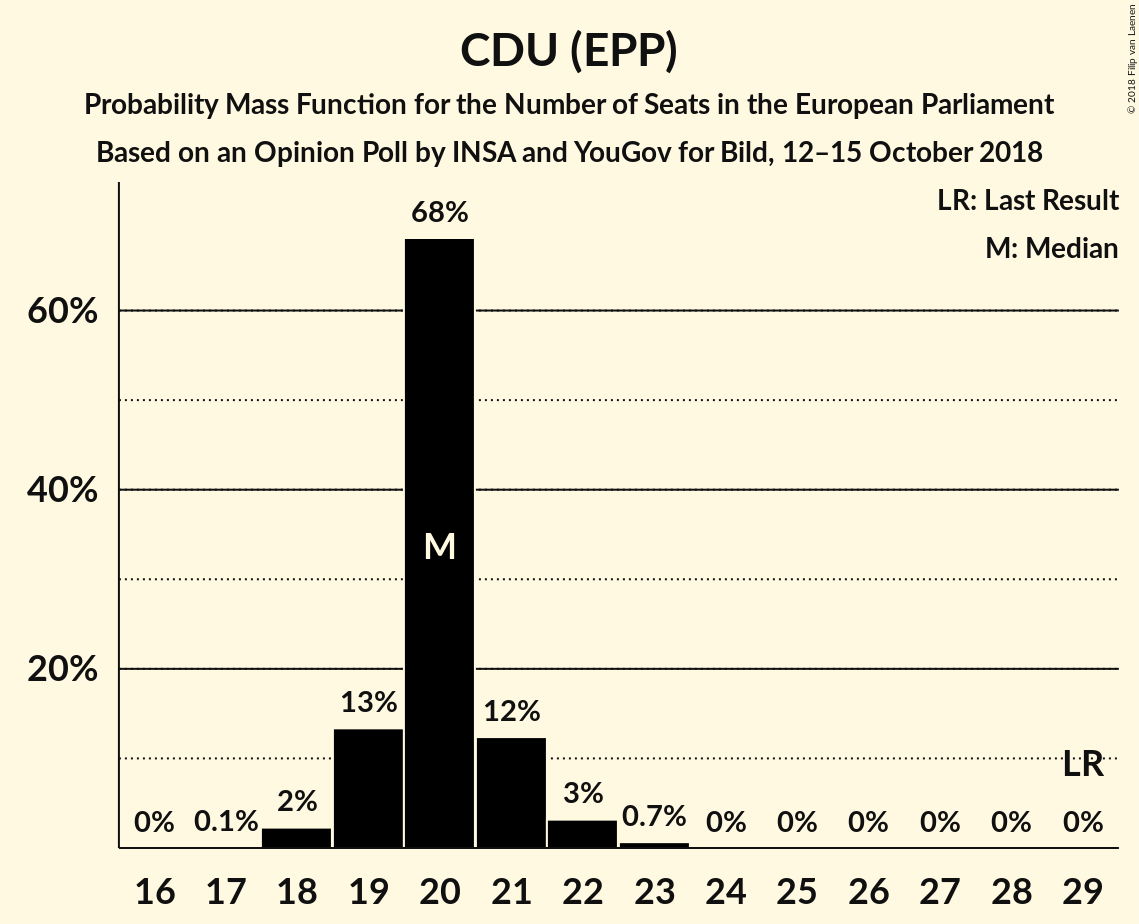 CDU (EPP)
Probability Mass Function for the Number of Seats in the European Parliament
Based on an Opinion Poll by INSA and YouGov for Bild, 12–15 October 2018
© 2018 Filip van Laenen
LR: Last Result
M: Median
60%
40%
20%
0%
0.1%
2%
13%
68%
M
12%
3%
0.7%
0%
0%
0%
0%
0%
LR
0%
16 17 18 19 20 21 22 23 24 25 26 27 28 29